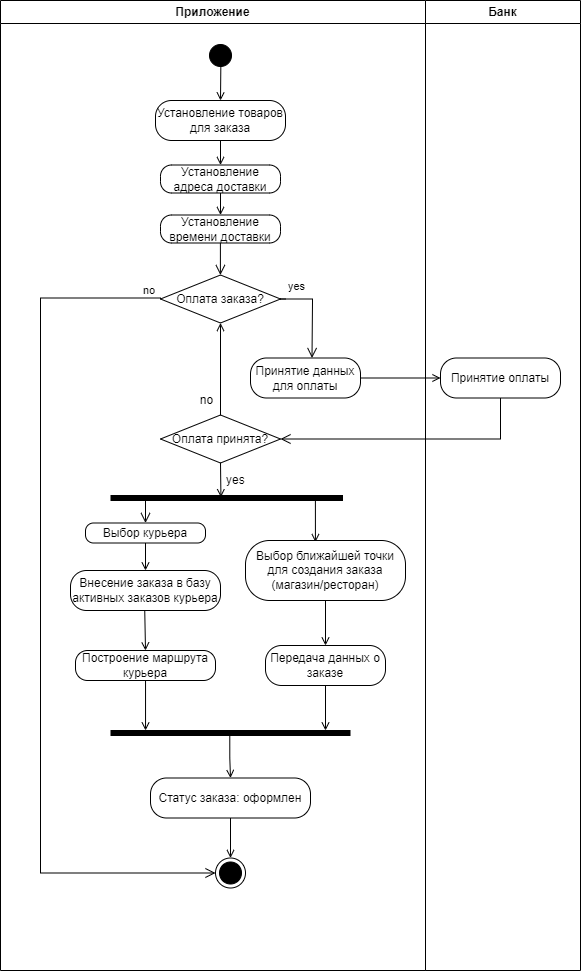 Приложение
Банк
Установление товаров
для заказа
Установление
адреса доставки
Установление
времени доставки
no
Оплата заказа?
yes
Принятие данных
для оплаты
Принятие оплаты
no
Оплата принята?
yes
Выбор курьера
Внесение заказа в базу
активных заказов курьера
Построение маршрута
курьера
Выбор ближайшей точки
для создания заказа
(магазин/ресторан)
Передача данных о
заказе
Статус заказа: оформлен